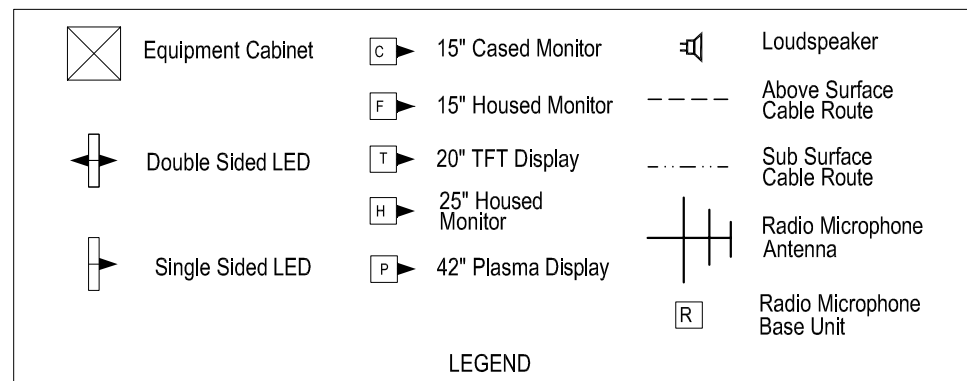 Equipment Cabinet
Double Sided LED
Single Sided LED
C 15" Cased Monitor
F 15" Housed Monitor
T 20" TFT Display
H 25" Housed
Monitor
P 42" Plasma Display
Loudspeaker
Above Surface
Cable Route
Sub Surface
Cable Route
Radio Microphone
Antenna
R Radio Microphone
Base Unit
LEGEND